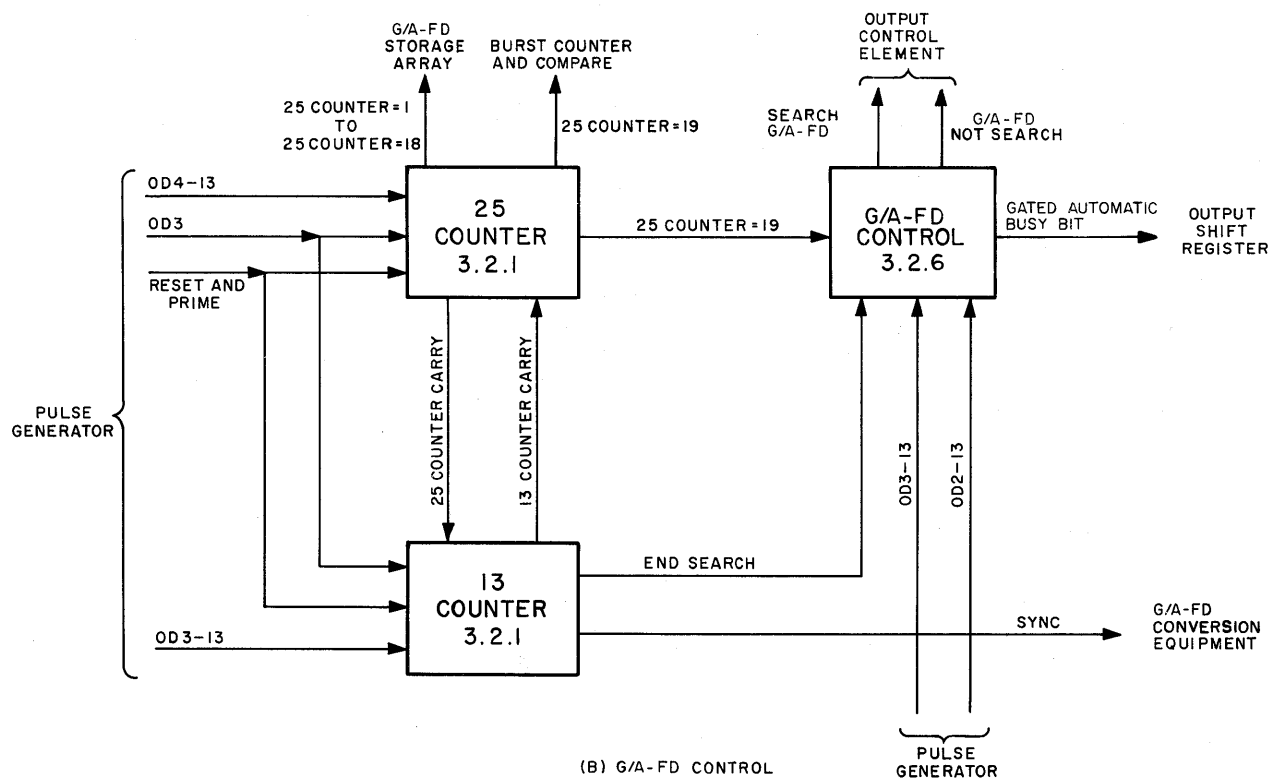 G/A-FD
STORAGE
ARRAY
BURST COUNTER
AND COMPARE
OUTPUT
CONTROL
ELEMENT
25 COUNTER=1
TO
25 COUNTER=18
25 COUNTER=19
SEARCH
G/A-FD
G/A-FD
NOT SEARCH
OD4-13
OD3
RESET AND
PRIME
25
COUNTER
3.2.1
25 COUNTER=19
G/A-FD
CONTROL
3.2.6
GATED AUTOMATIC
BUSY BIT
OUTPUT
SHIFT
REGISTER
PULSE
GENERATOR
25 COUNTER CARRY
13 COUNTER CARRY
OD3-13
OD2-13
13
COUNTER
3.2.1
END SEARCH
OD3-13
SYNC
G/A-FD
CONVERSION
EQUIPMENT
PULSE
GENERATOR
(B) G/A-FD CONTROL